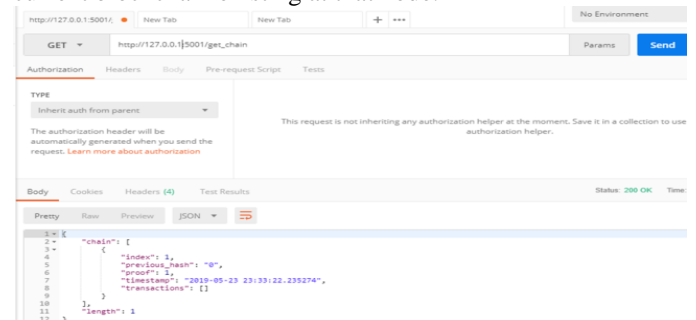 http://127.0.0.1:5001/g New Tab New Tab + ••• No Environment
GET http://127.0.0.1:5001/get_chain Params Send
Authorization Headers Body Pre-request Script Tests
TYPE
Inherit auth from parent
The authorization header will be
automatically generated when you send the
request. Learn more about authorization
This request is not inheriting any authorization helper at the moment. Save it in a collection to use
authorization helper.
Body Cookies Headers (4) Test Results Status: 200 OK Time:
Pretty Raw Preview JSON
1 {
2 "chain": [
3 {
4 "index": 1,
5 "previous_hash": "0",
6 "proof": 1,
7 "timestamp": "2019-05-23 23:33:22.235274",
8 "transactions": []
9 }
10 ],
11 "length": 1
12 }